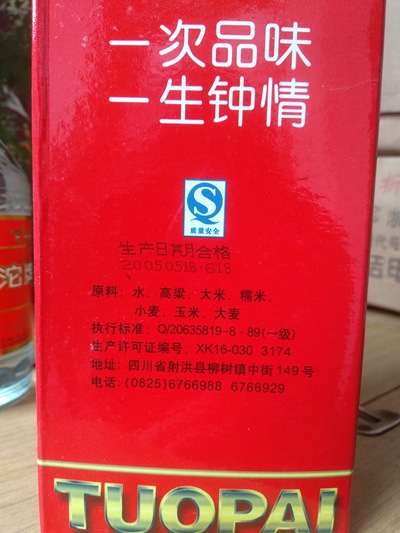 一次品味
一生钟情
质量安全
生产日期合格
20050518·618
原料：水、高粱、大米、糯米、
小麦、玉米、大麦
执行标准：Q/20635819-8·89(一级)
生产许可证编号：XK16-030 3174
地址：四川省射洪县柳树镇中街149号
电话：(0825)6766988 6766929
TUOPAI